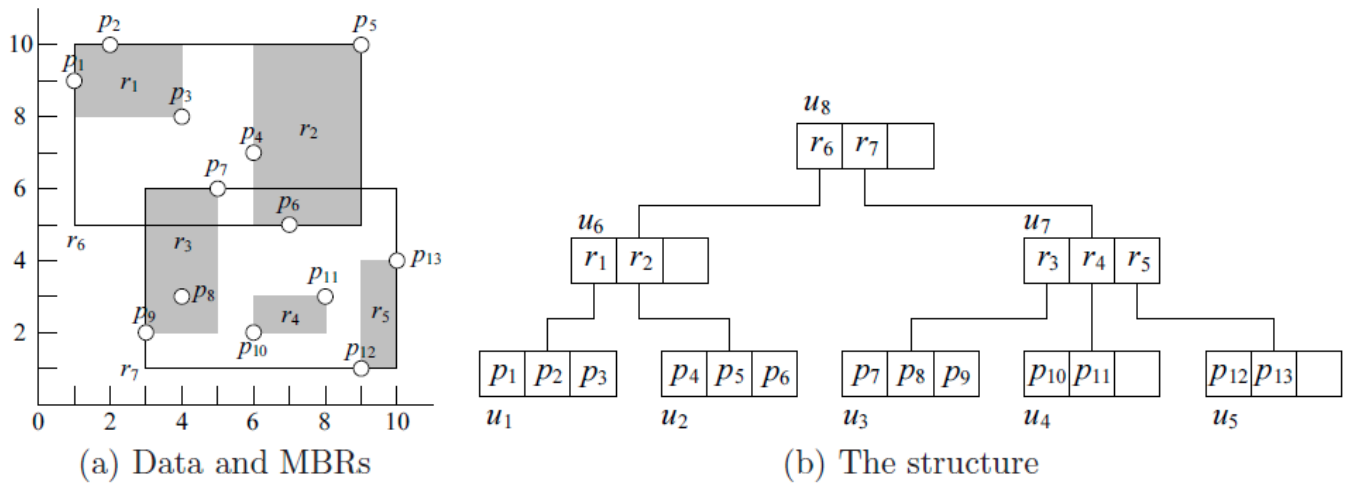 p2 p5
10
p1
r1 p3
8
r2
p4
p7
6
p6
r6 r3
4
p13
p11
p9 p8 r4 r5
2
p10 p12
r7
0 2 4 6 8 10
(a) Data and MBRs
u8
r6 r7
u6 u7
r1 r2 r3 r4 r5
p1 p2 p3 p4 p5 p6 p7 p8 p9 p10 p11 p12 p13
u1 u2 u3 u4 u5
(b) The structure